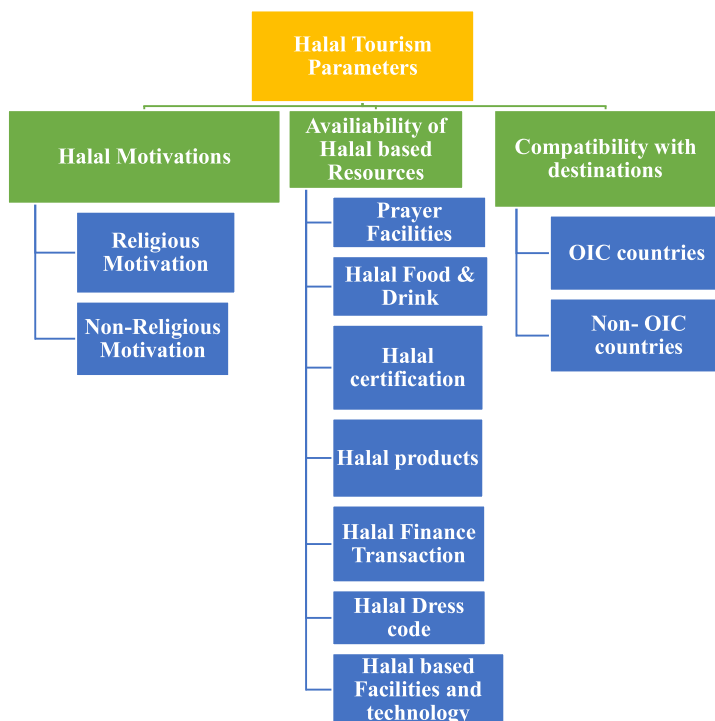 Halal Tourism
Parameters
Halal Motivations
Religious
Motivation
Non-Religious
Motivation
Availiability of
Halal based
Resources
Prayer
Facilities
Halal Food &
Drink
Halal
certification
Halal products
Halal Finance
Transaction
Halal Dress
code
Halal based
Facilities and
technology
Compatibility with
destinations
OIC countries
Non- OIC
countries